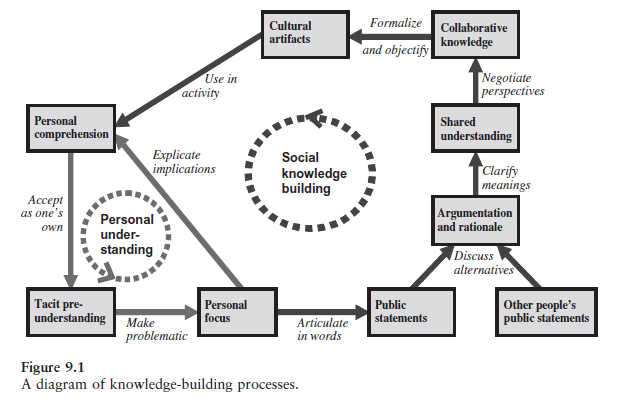 Cultural
artifacts
Formalize
and objectify
Collaborative
knowledge
Use in
activity
Negotiate
perspectives
Personal
comprehension
Explicate
implications
Social
knowledge
building
Shared
understanding
Clarify
meanings
Accept
as one's
own
Personal
under-
standing
Argumentation
and rationale
Discuss
alternatives
Tacit pre-
understanding
Make
problematic
Personal
focus
Articulate
in words
Public
statements
Other people's
public statements
Figure 9.1
A diagram of knowledge-building processes.